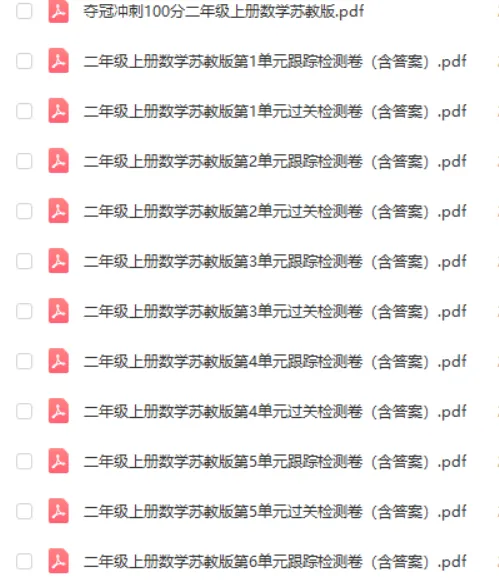 夺冠冲刺100分二年级上册数学苏教版.pdf
二年级上册数学苏教版第1单元跟踪检测卷（含答案）.pdf
二年级上册数学苏教版第1单元过关检测卷（含答案）.pdf
二年级上册数学苏教版第2单元跟踪检测卷（含答案）.pdf
二年级上册数学苏教版第2单元过关检测卷（含答案）.pdf
二年级上册数学苏教版第3单元跟踪检测卷（含答案）.pdf
二年级上册数学苏教版第3单元过关检测卷（含答案）.pdf
二年级上册数学苏教版第4单元跟踪检测卷（含答案）.pdf
二年级上册数学苏教版第4单元过关检测卷（含答案）.pdf
二年级上册数学苏教版第5单元跟踪检测卷（含答案）.pdf
二年级上册数学苏教版第5单元过关检测卷（含答案）.pdf
二年级上册数学苏教版第6单元跟踪检测卷（含答案）.pdf